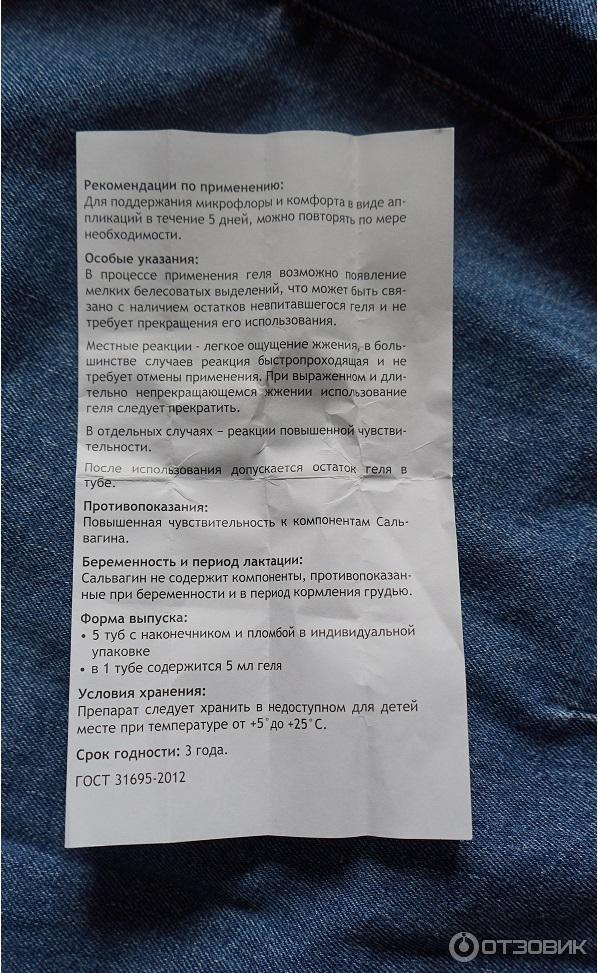 Рекомендации по применению:
Для поддержания микрофлоры и комфорта в виде ап-
пликаций в течение 5 дней, можно повторять по мере
необходимости.
Особые указания:
В процессе применения геля возможно появление
мелких белесоватых выделений, что может быть свя-
зано с наличием остатков невпитавшегося геля и не
требует прекращения его использования.
Местные реакции - легкое ощущение жжения, в боль-
шинстве случаев реакция быстропроходящая и не
требует отмены применения. При выраженном и дли-
тельно непрекращающемся жжении использование
геля следует прекратить.
В отдельных случаях – реакции повышенной чувстви-
тельности.
После использования допускается остаток геля в
тубе.
Противопоказания:
Повышенная чувствительность к компонентам Саль-
вагина.
Беременность и период лактации:
Сальвагин не содержит компоненты, противопоказан-
ные при беременности и в период кормления грудью.
Форма выпуска:
• 5 туб с наконечником и пломбой в индивидуальной
упаковке
• в 1 тубе содержится 5 мл геля
Условия хранения:
Препарат следует хранить в недоступном для детей
месте при температуре от +5˚до +25˚С.
Срок годности: 3 года.
ГОСТ 31695-2012
ОТЗОВИК